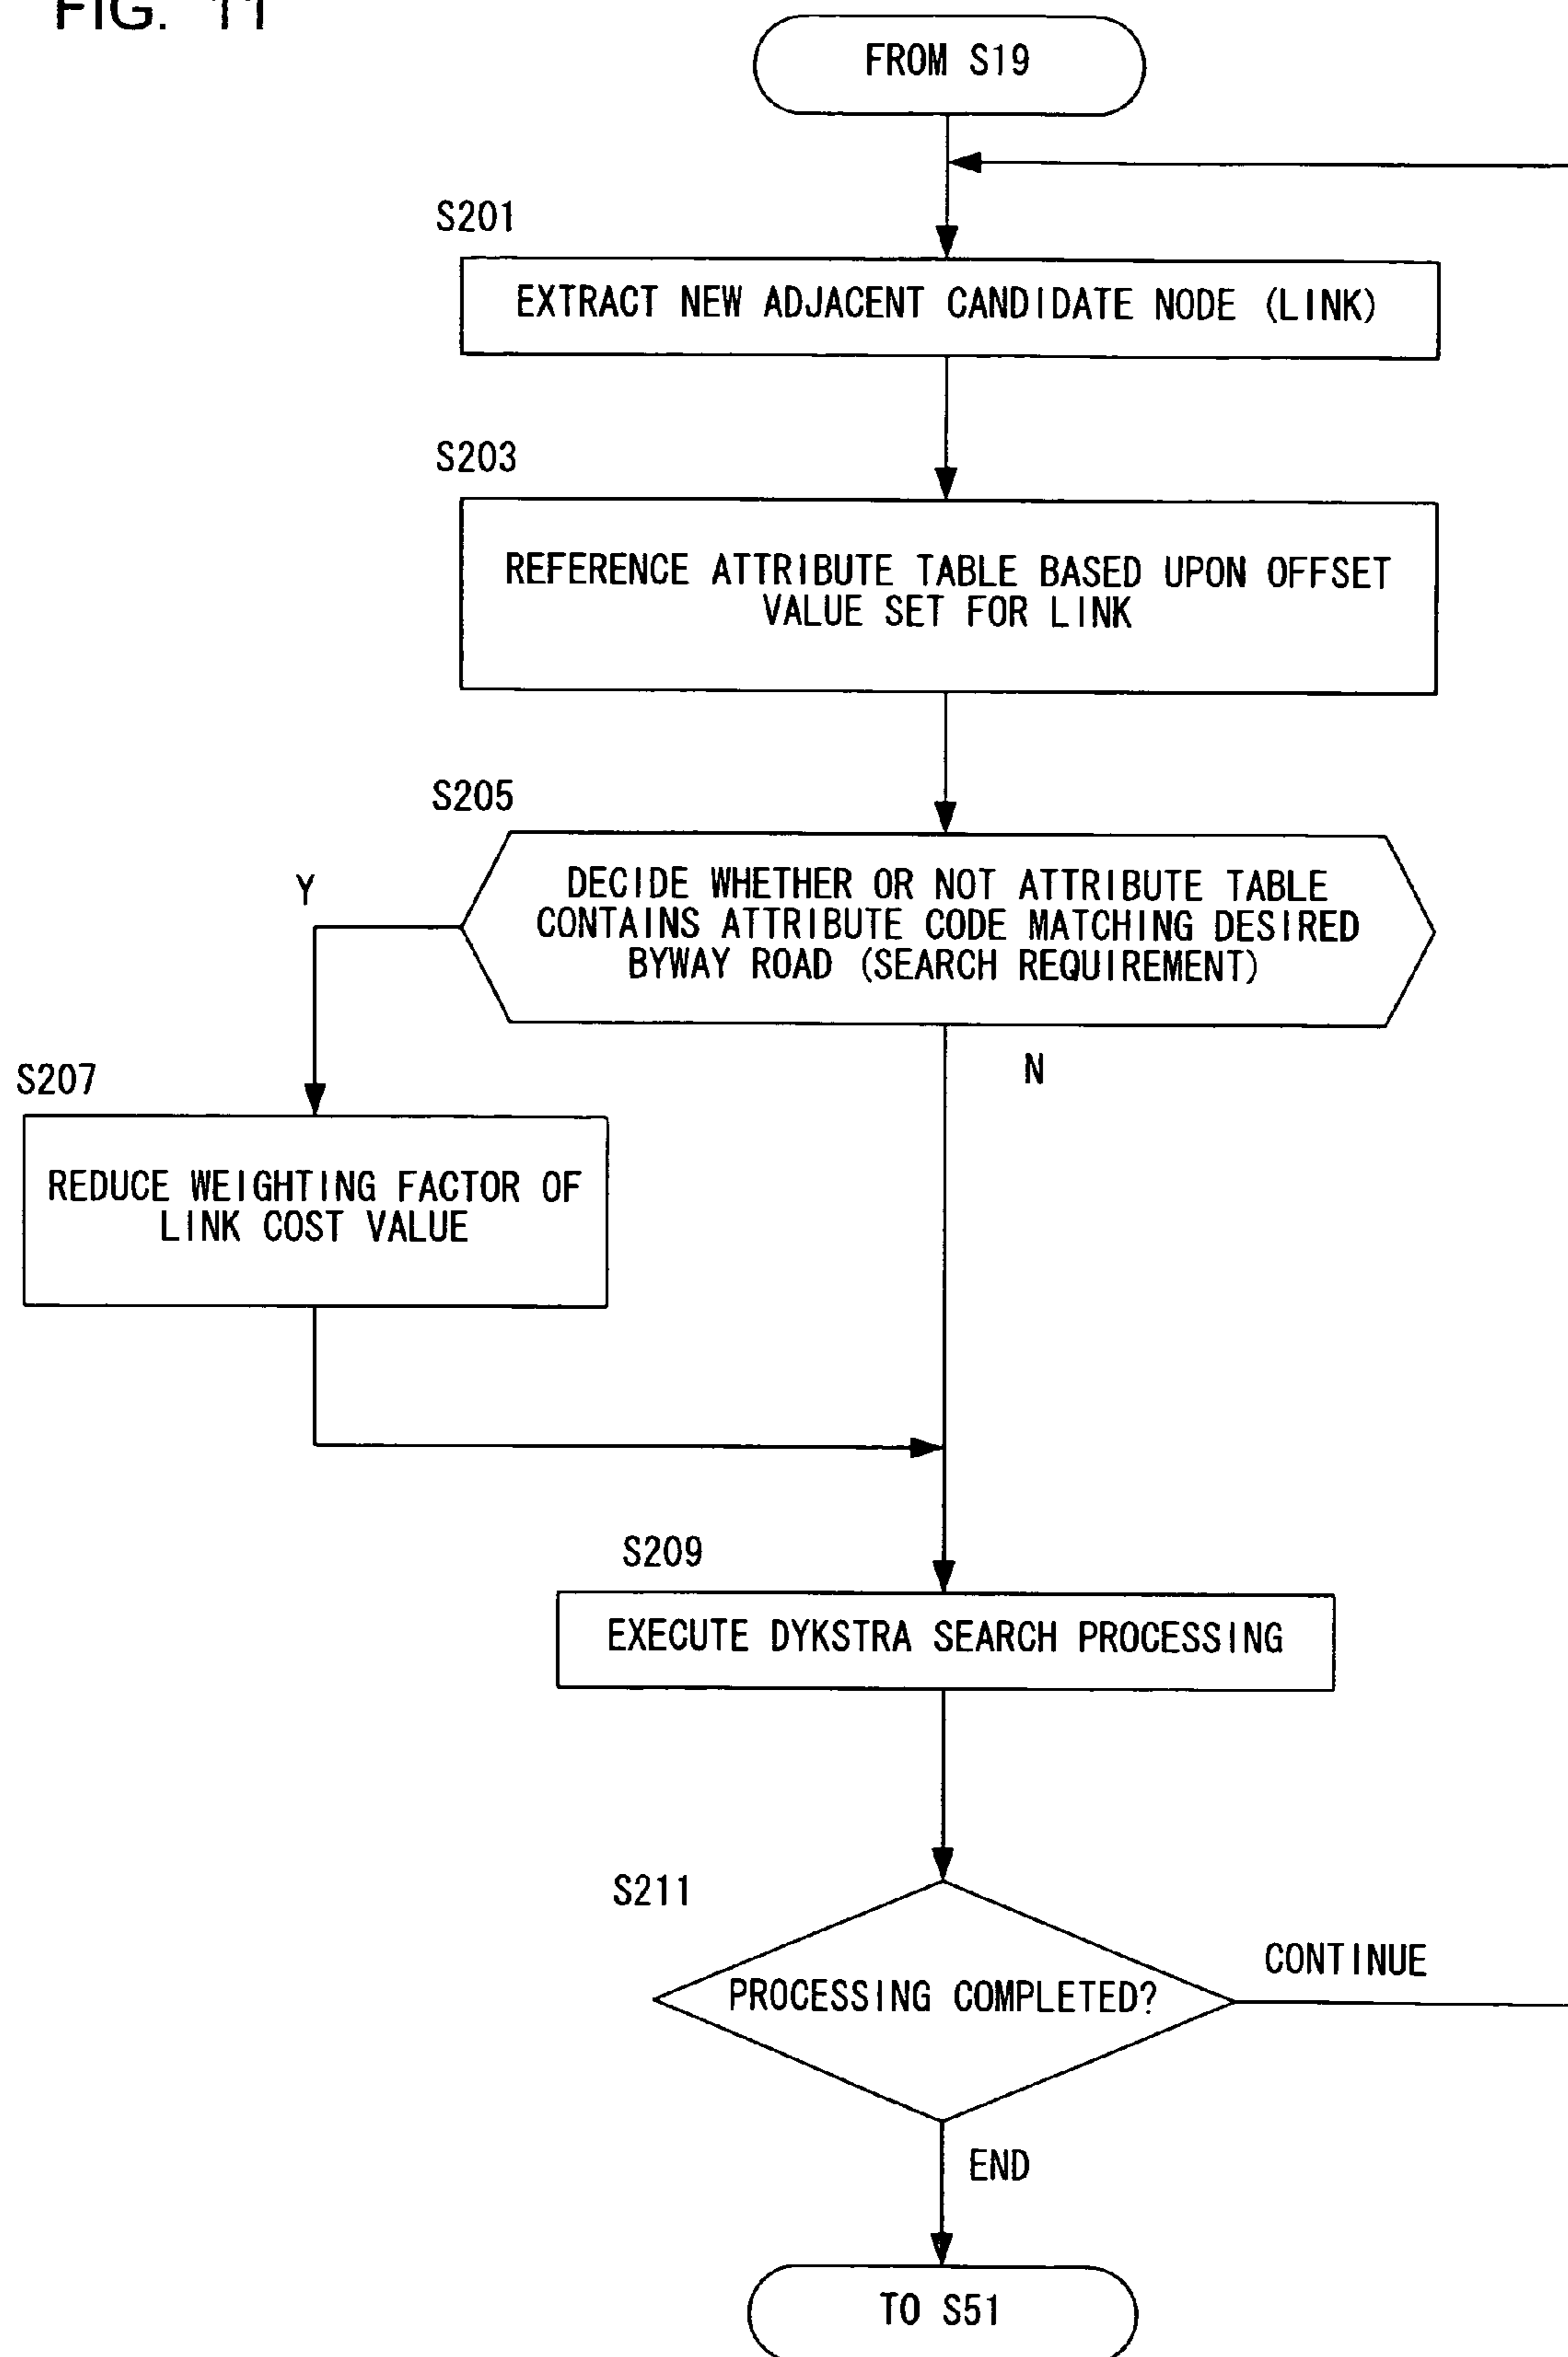 FIG. 11
FROM S19
S201
EXTRACT NEW ADJACENT CANDIDATE NODE (LINK)
S203
REFERENCE ATTRIBUTE TABLE BASED UPON OFFSET
VALUE SET FOR LINK
S205
Y
DECIDE WHETHER OR NOT ATTRIBUTE TABLE
CONTAINS ATTRIBUTE CODE MATCHING DESIRED
BYWAY ROAD (SEARCH REQUIREMENT)
N
S207
REDUCE WEIGHTING FACTOR OF
LINK COST VALUE
S209
EXECUTE DYKSTRA SEARCH PROCESSING
S211
PROCESSING COMPLETED?
CONTINUE
END
TO S51